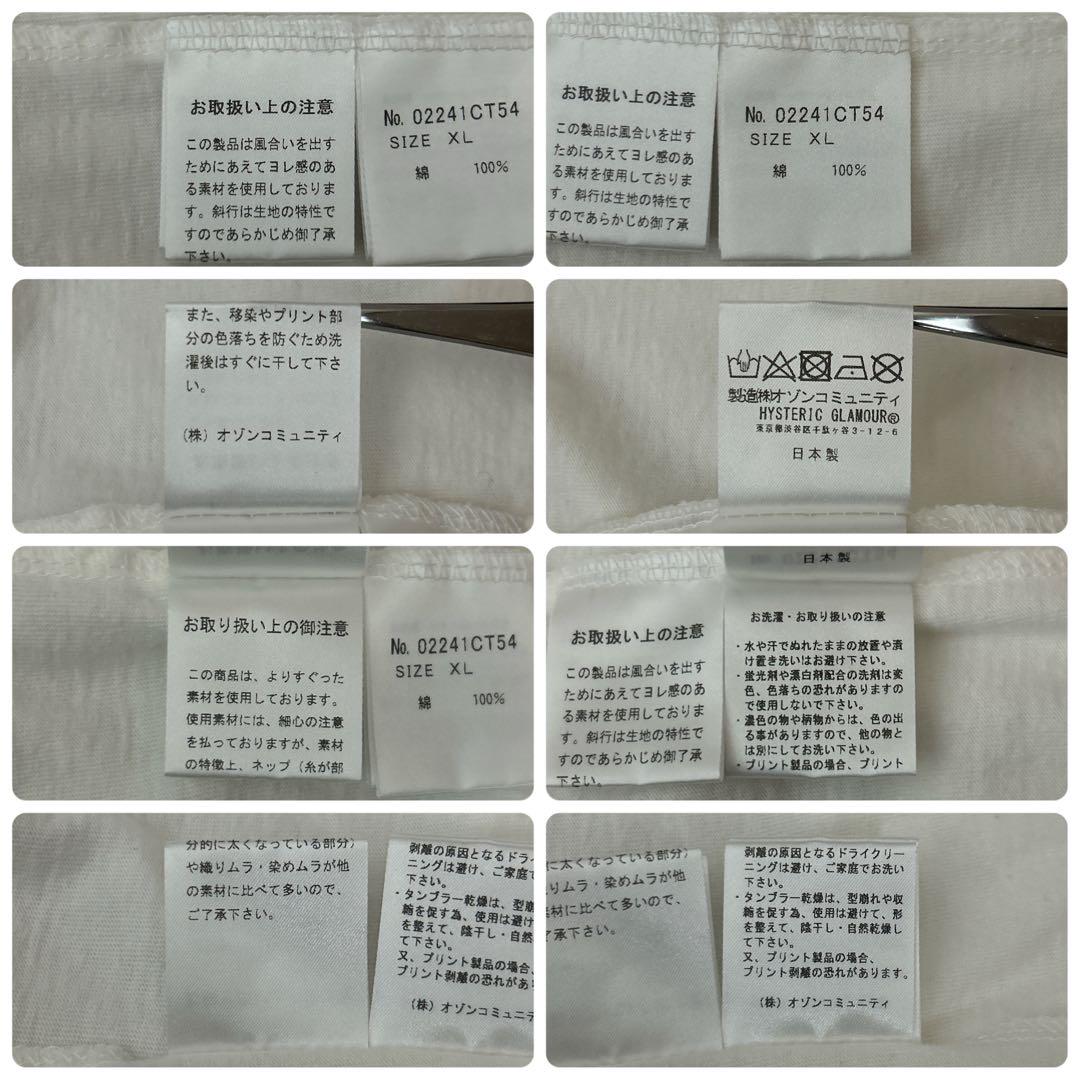 お取扱い上の注意
この製品は風合いを出す
ためにあえてヨレ感のあ
る素材を使用しておりま
す。斜行は生地の特性で
すのであらかじめ御了承
下さい。
No. 02241CT54
SIZE XL
綿 100%
お取扱い上の注意
この製品は風合いを出す
ためにあえてヨレ感のあ
る素材を使用しておりま
す。斜行は生地の特性で
すのであらかじめ御了承
下さい。
No. 02241CT54
SIZE XL
綿 100%
また、移染やプリント部
分の色落ちを防ぐため洗
濯後はすぐに干して下さ
い。
(株) オゾンコミュニティ
製造(株)オゾンコミュニティ
HYSTERIC GLAMOUR®
東京都渋谷区千駄ヶ谷3-12-6
日本製
お取り扱い上の御注意
この商品は、よりすぐった
素材を使用しております。
使用素材には、細心の注意
を払っておりますが、素材
の特徴上、ネップ（糸が部
No. 02241CT54
SIZE XL
綿 100%
日本製
お取扱い上の注意
この製品は風合いを出す
ためにあえてヨレ感のあ
る素材を使用しておりま
す。斜行は生地の特性で
すのであらかじめ御了承
下さい。
お洗濯・お取り扱いの注意
・水や汗でぬれたままの放置や漬
け置き洗いはお避け下さい。
・蛍光剤や漂白剤配合の洗剤は変
色、色落ちの恐れがありますの
で使用しないで下さい。
・濃色の物や柄物からは、色の出
る事がありますので、他の物と
は別にしてお洗い下さい。
・プリント製品の場合、プリント
分的に太くなっている部分）
や織りムラ・染めムラが他
の素材に比べて多いので、
ご了承下さい。
剥離の原因となるドライクリ
ーニングは避け、ご家庭で
下さい。
・タンブラー乾燥は、型崩
縮を促す為、使用は避け
を整えて、陰干し・自然
て下さい。
又、プリント製品の場合、
プリント剥離の恐れがあ
(株) オゾンコミュニテ
に太くなっている部分）
りムラ・染めムラが他
材に比べて多いので、
了承下さい。
剥離の原因となるドライクリー
ニングは避け、ご家庭でお洗い
下さい。
・タンブラー乾燥は、型崩れや収
縮を促す為、使用は避けて、形
を整えて、陰干し・自然乾燥し
て下さい。
又、プリント製品の場合、
プリント剥離の恐れがあります。
(株) オゾンコミュニティ